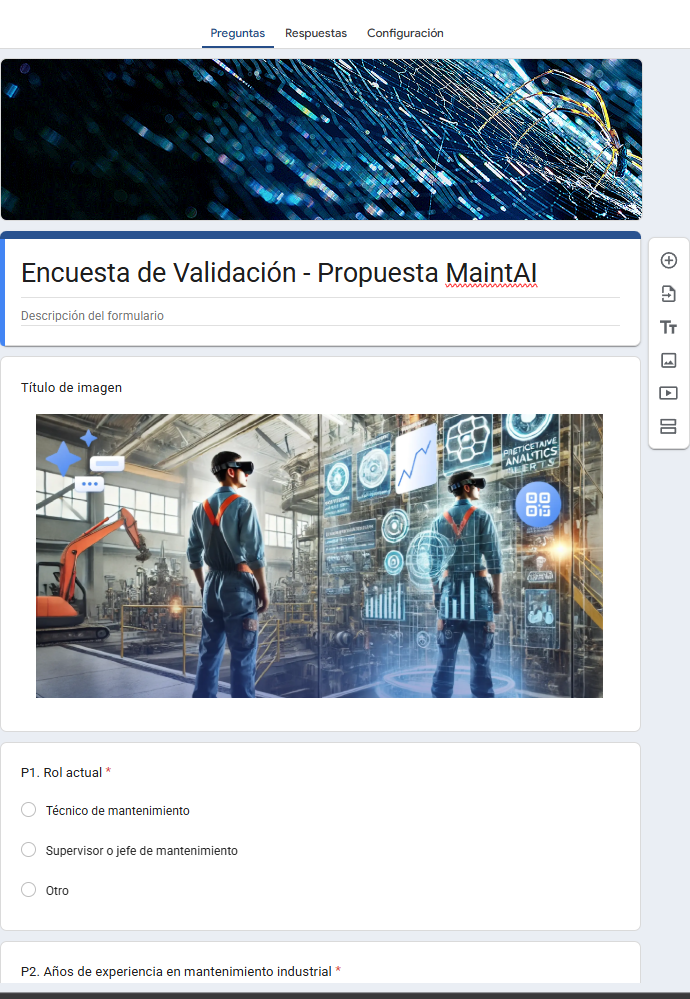 Preguntas Respuestas Configuración
Encuesta de Validación - Propuesta MaintAI
Descripción del formulario
Título de imagen
PRETICETAIVE
ANALYTICS
P1. Rol actual *
Técnico de mantenimiento
Supervisor o jefe de mantenimiento
Otro
P2. Años de experiencia en mantenimiento industrial *